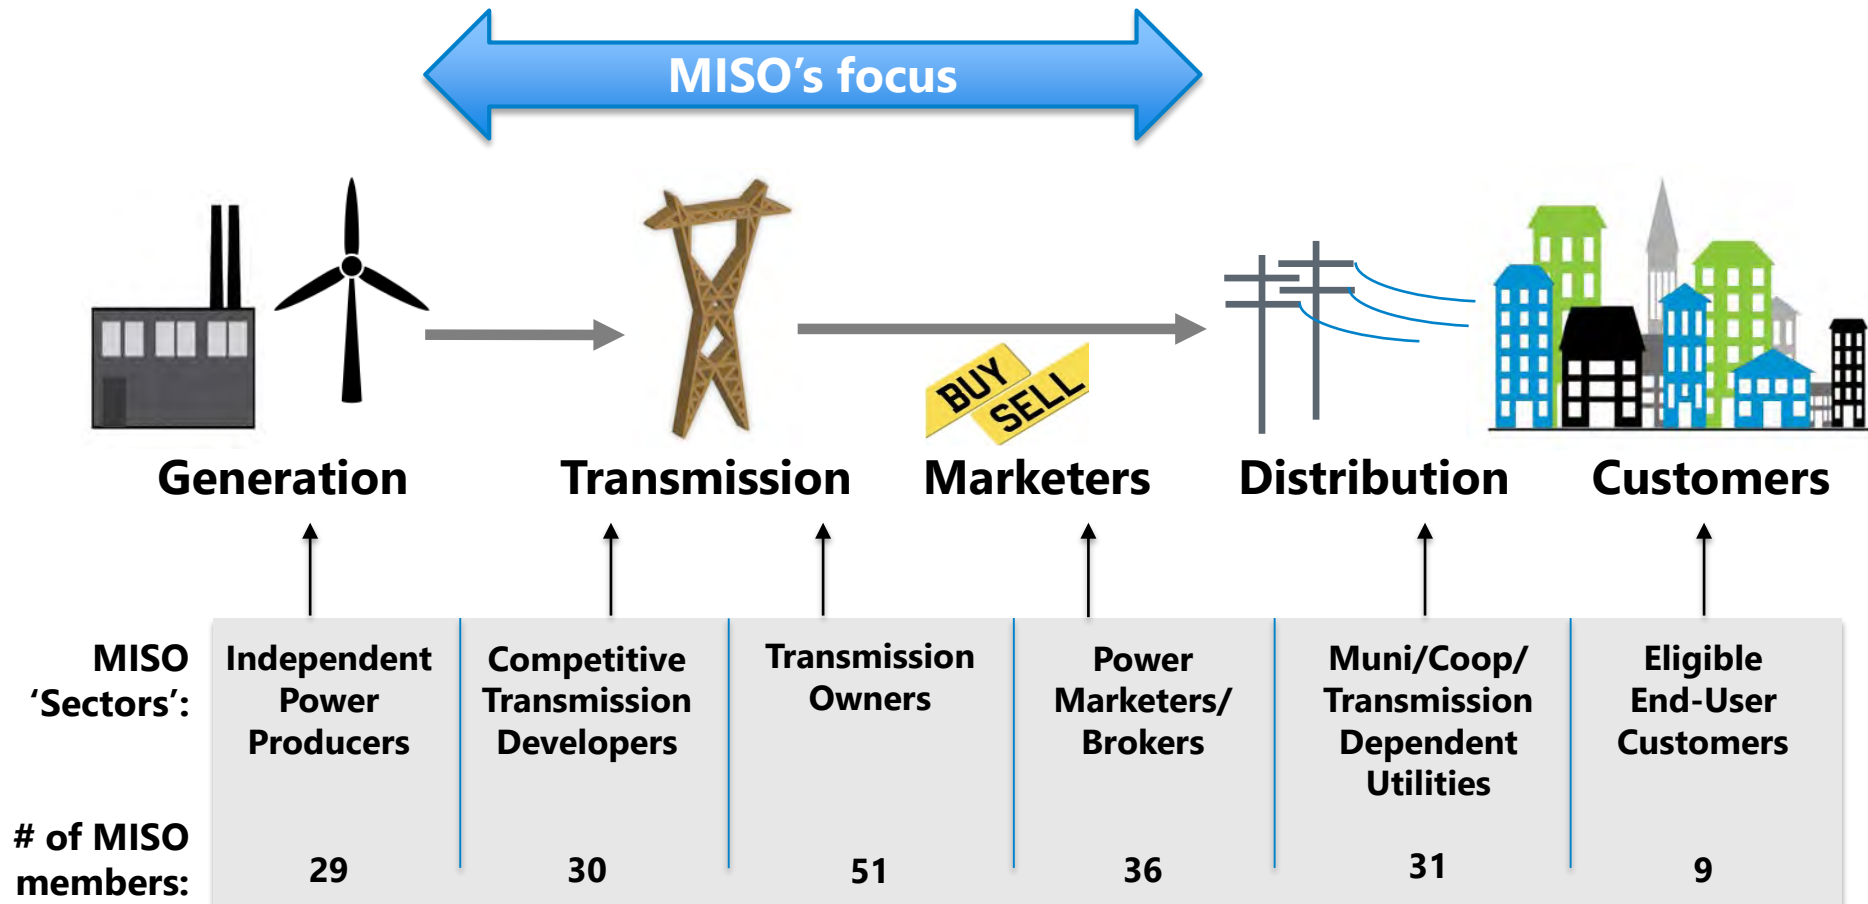 MISO’s focus
BUY
SELL
Generation
Transmission
Marketers
Distribution
Customers
MISO
‘Sectors’:
Independent
Power
Producers
Competitive
Transmission
Developers
Transmission
Owners
Power
Marketers/
Brokers
Muni/Coop/
Transmission
Dependent
Utilities
Eligible
End-User
Customers
# of MISO
members:
29
30
51
36
31
9